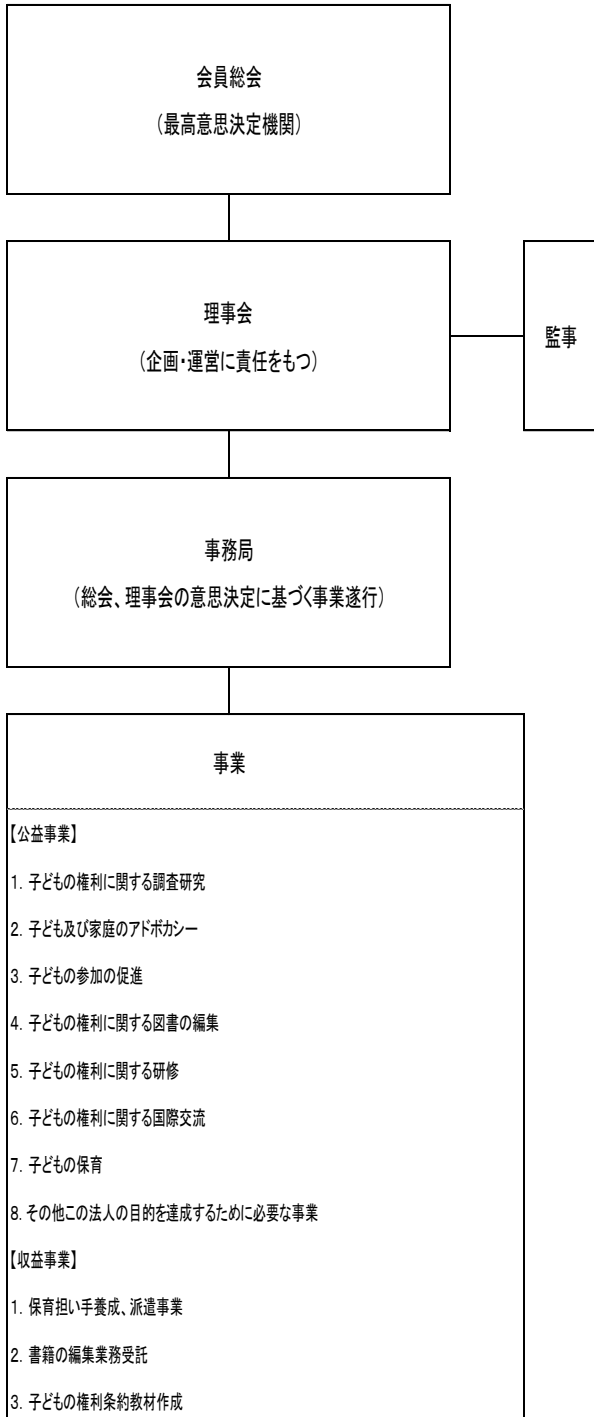 会員総会
（最高意思決定機関）
理事会
（企画・運営に責任をもつ）
監事
事務局
（総会、理事会の意思決定に基づく事業遂行）
事業
【公益事業】
1. 子どもの権利に関する調査研究
2. 子ども及び家庭のアドボカシー
3. 子どもの参加の促進
4. 子どもの権利に関する図書の編集
5. 子どもの権利に関する研修
6. 子どもの権利に関する国際交流
7. 子どもの保育
8. その他この法人の目的を達成するために必要な事業
【収益事業】
1. 保育担い手養成、派遣事業
2. 書籍の編集業務受託
3. 子どもの権利条約教材作成